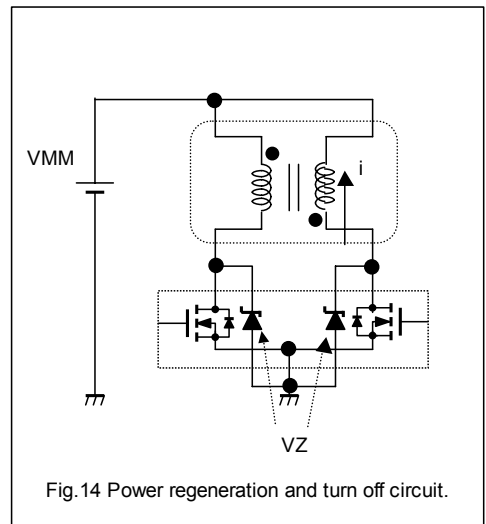 VMM
i
VZ
Fig.14 Power regeneration and turn off circuit.